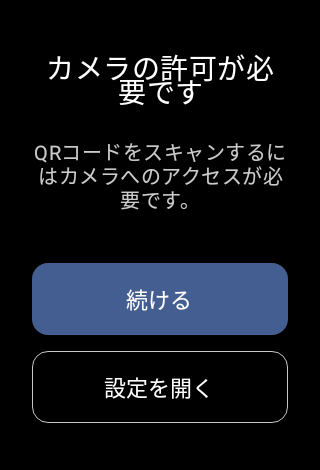 カメラの許可が必
要です
QRコードをスキャンするに
はカメラへのアクセスが必
要です。
続ける
設定を開く